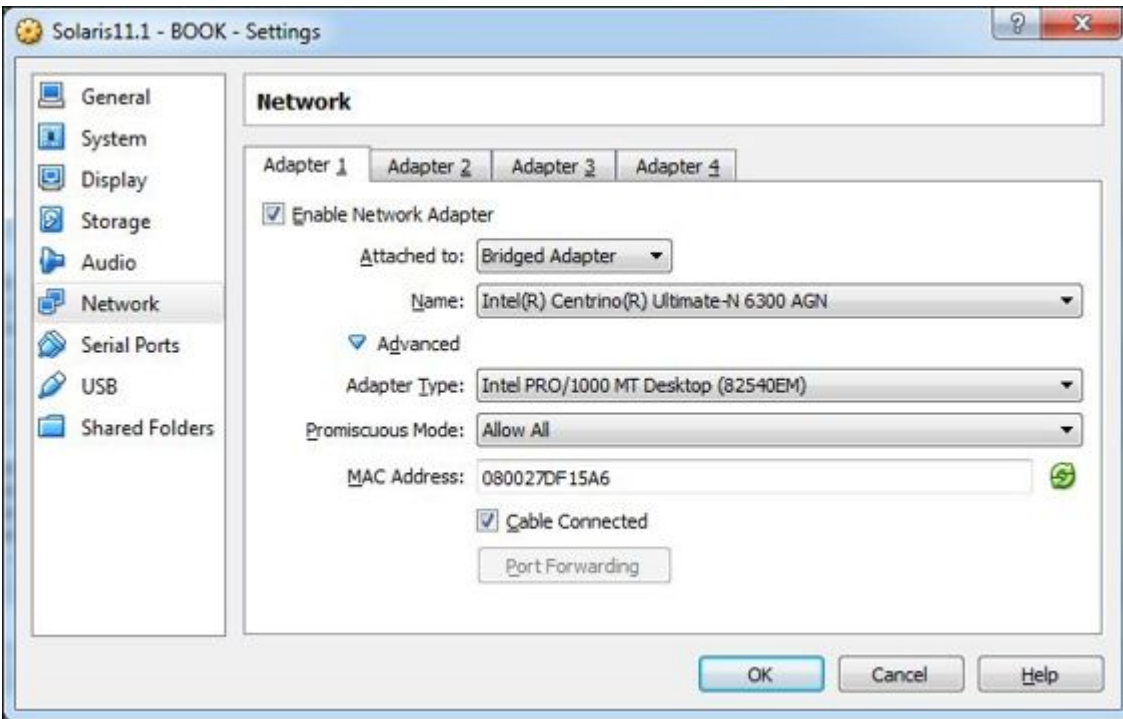 Solaris11.1 - BOOK - Settings
?
General
System
Display
Storage
Audio
Network
Serial Ports
USB
Shared Folders
Network
Adapter 1 Adapter 2 Adapter 3 Adapter 4
Enable Network Adapter
Attached to: Bridged Adapter
Name: Intel(R) Centrino(R) Ultimate-N 6300 AGN
Advanced
Adapter Type: Intel PRO/1000 MT Desktop (82540EM)
Promiscuous Mode: Allow All
MAC Address: 080027DF15A6
Cable Connected
Port Forwarding
OK Cancel Help